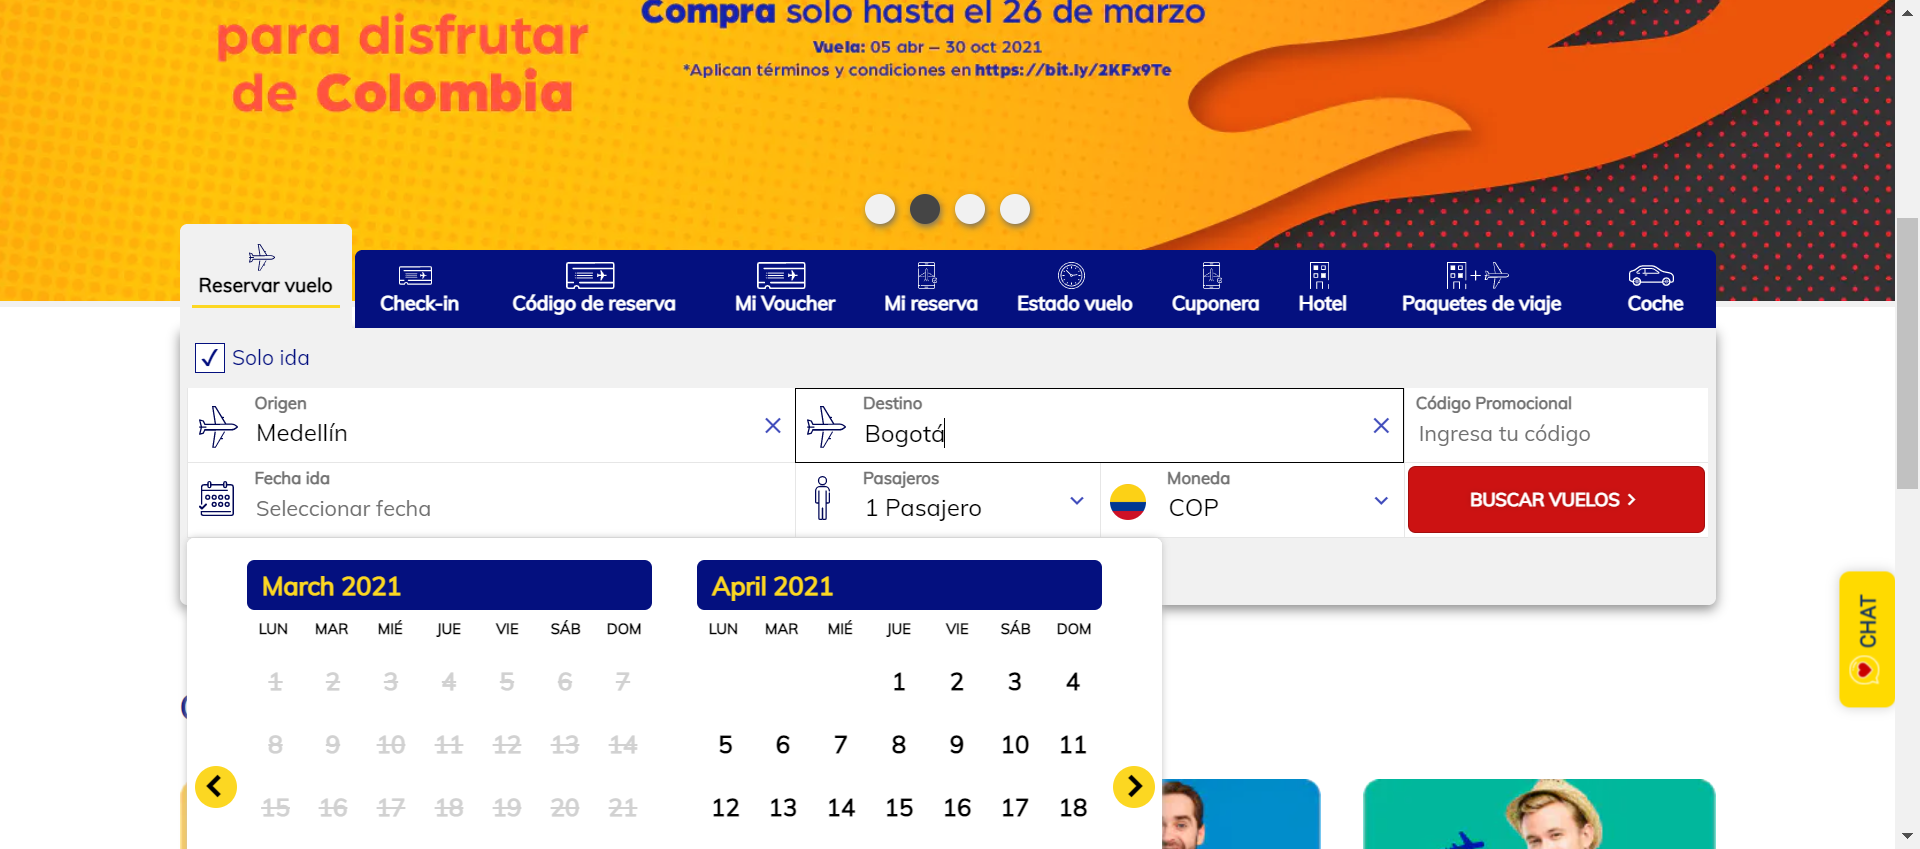 para disfrutar
de Colombia
Compra solo hasta el 26 de marzo
Vuela: 05 abr – 30 oct 2021
*Aplican términos y condiciones en https://bit.ly/2KFx9Te
Reservar vuelo
Check-in
Código de reserva
Mi Voucher
Mi reserva
Estado vuelo
Cuponera
Hotel
Paquetes de viaje
Coche
Solo ida
Origen
Medellín
Destino
Bogotá
Código Promocional
Ingresa tu código
Fecha ida
Seleccionar fecha
Pasajeros
1 Pasajero
Moneda
COP
BUSCAR VUELOS
March 2021
LUN MAR MIÉ JUE VIE SÁB DOM
1 2 3 4 5 6 7
8 9 10 11 12 13 14
15 16 17 18 19 20 21
April 2021
LUN MAR MIÉ JUE VIE SÁB DOM
1 2 3 4
5 6 7 8 9 10 11
12 13 14 15 16 17 18
CHAT